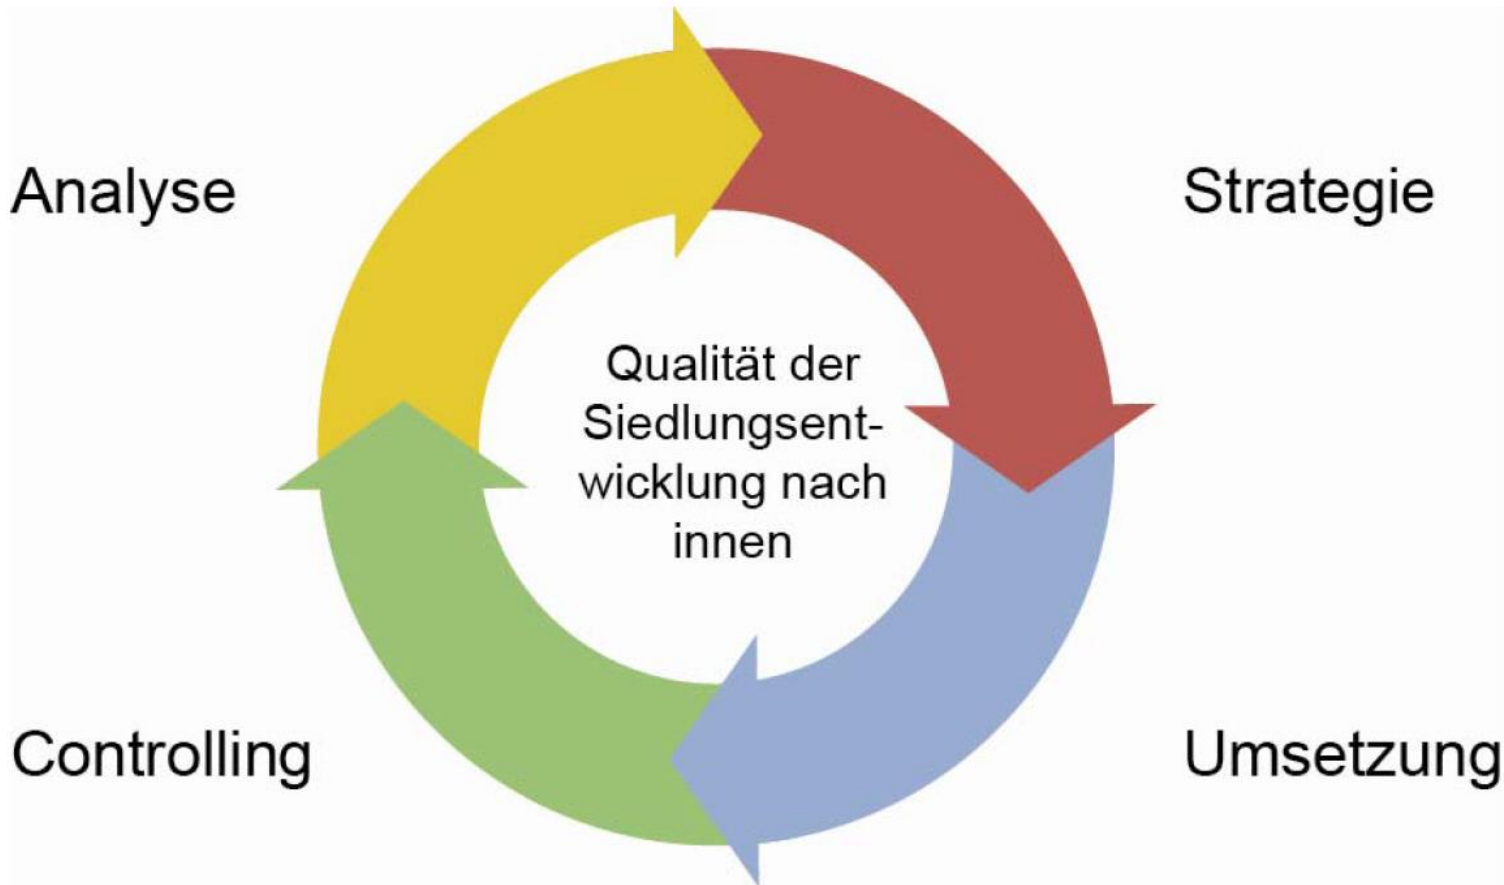 Analyse
Strategie
Qualität der
Siedlungsent-
wicklung nach
innen
Controlling
Umsetzung